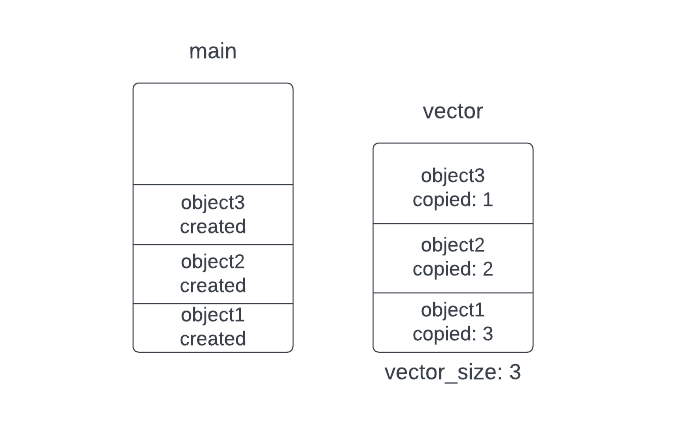 main
object3
created
object2
created
object1
created
vector
object3
copied: 1
object2
copied: 2
object1
copied: 3
vector_size: 3